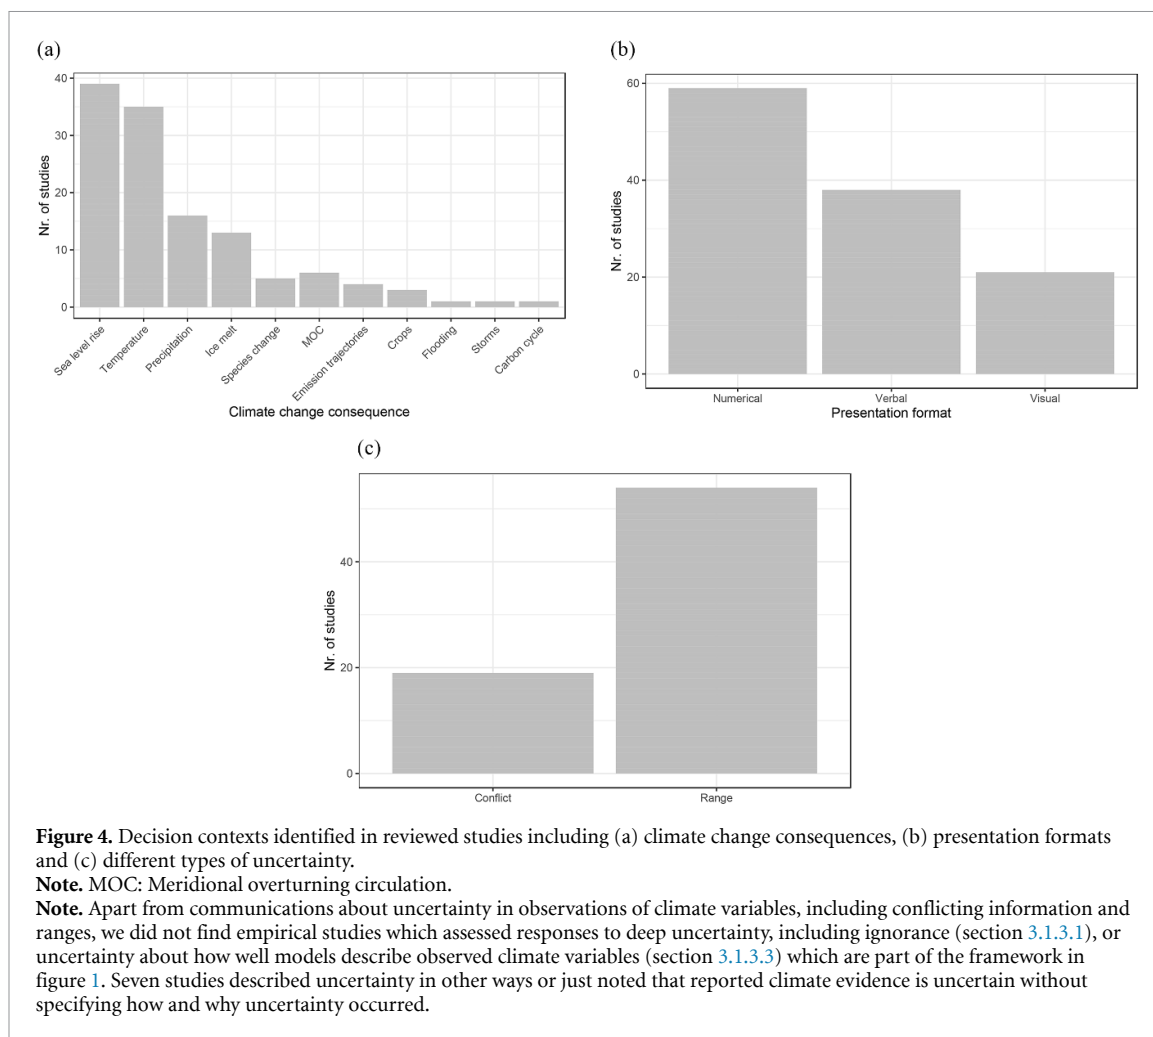 (a)
40
30
20
10
0
Nr. of studies
Sea level rise
Temperature
Precipitation
Ice melt
Species change
MOC
Emission trajectories
Crops
Flooding
Storms
Carbon cycle
Climate change consequence
(b)
60
40
20
0
Nr. of studies
Numerical
Verbal
Visual
Presentation format
(c)
40
20
0
Nr. of studies
Conflict
Range
Figure 4. Decision contexts identified in reviewed studies including (a) climate change consequences, (b) presentation formats
and (c) different types of uncertainty.
Note. MOC: Meridional overturning circulation.
Note. Apart from communications about uncertainty in observations of climate variables, including conflicting information and
ranges, we did not find empirical studies which assessed responses to deep uncertainty, including ignorance (section 3.1.3.1), or
uncertainty about how well models describe observed climate variables (section 3.1.3.3) which are part of the framework in
figure 1. Seven studies described uncertainty in other ways or just noted that reported climate evidence is uncertain without
specifying how and why uncertainty occurred.